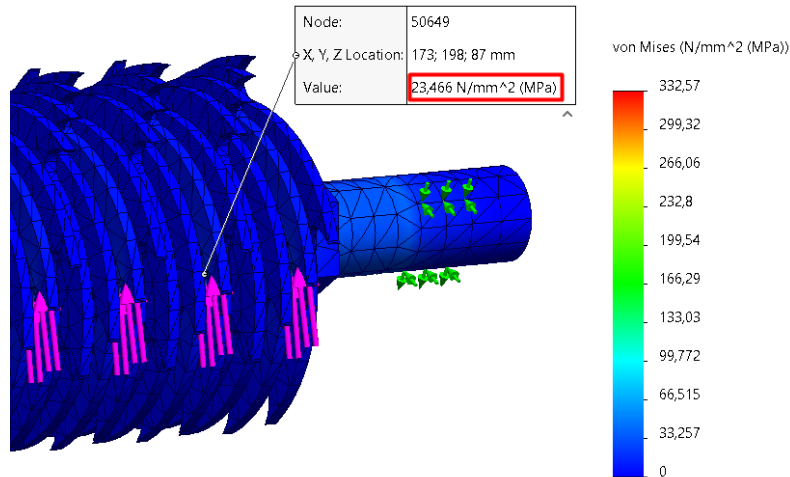 Node: 50649
X, Y, Z Location: 173; 198; 87 mm
Value: 23,466 N/mm^2 (MPa)
von Mises (N/mm^2 (MPa))
332,57
299,32
266,06
232,8
199,54
166,29
133,03
99,772
66,515
33,257
0